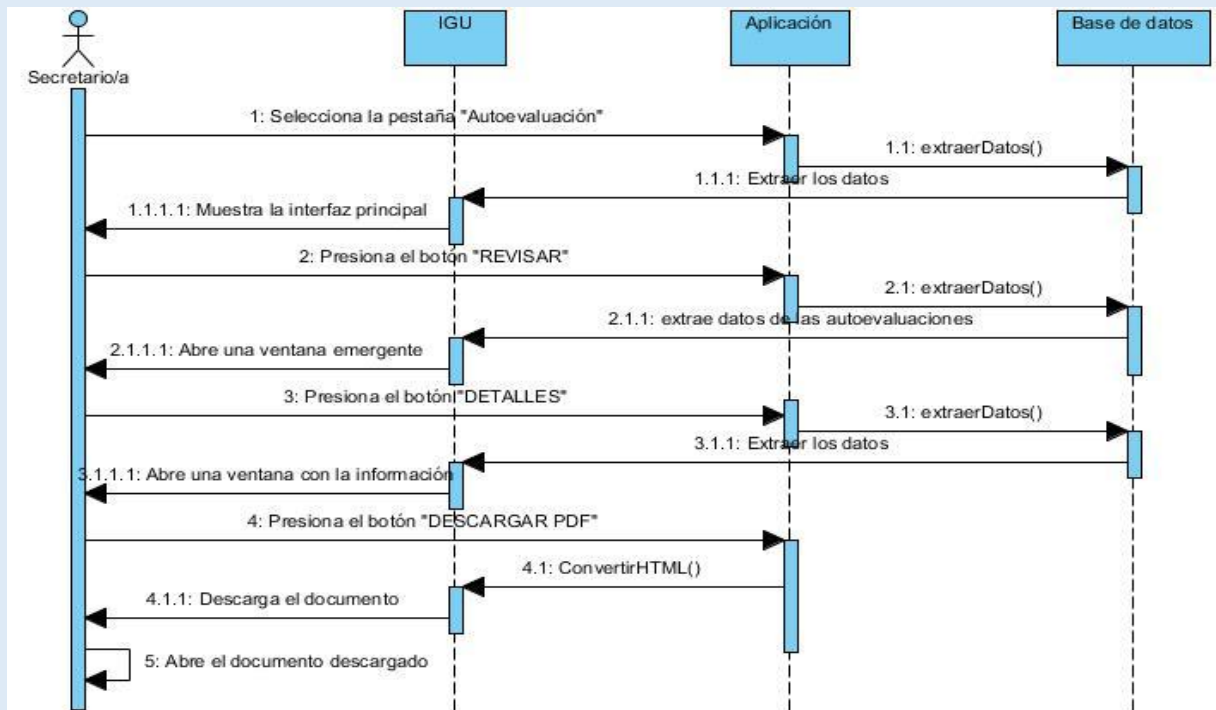 IGU
Aplicación
Base de datos
Secretario/a
1: Selecciona la pestaña "Autoevaluación"
1.1: extraerDatos()
1.1.1: Extraer los datos
1.1.1.1: Muestra la interfaz principal
2: Presiona el botón "REVISAR"
2.1: extraerDatos()
2.1.1: extrae datos de las autoevaluaciones
2.1.1.1: Abre una ventana emergente
3: Presiona el botón "DETALLES"
3.1: extraerDatos()
3.1.1: Extraer los datos
3.1.1.1: Abre una ventana con la información
4: Presiona el botón "DESCARGAR PDF"
4.1: ConvertirHTML()
4.1.1: Descarga el documento
5: Abre el documento descargado